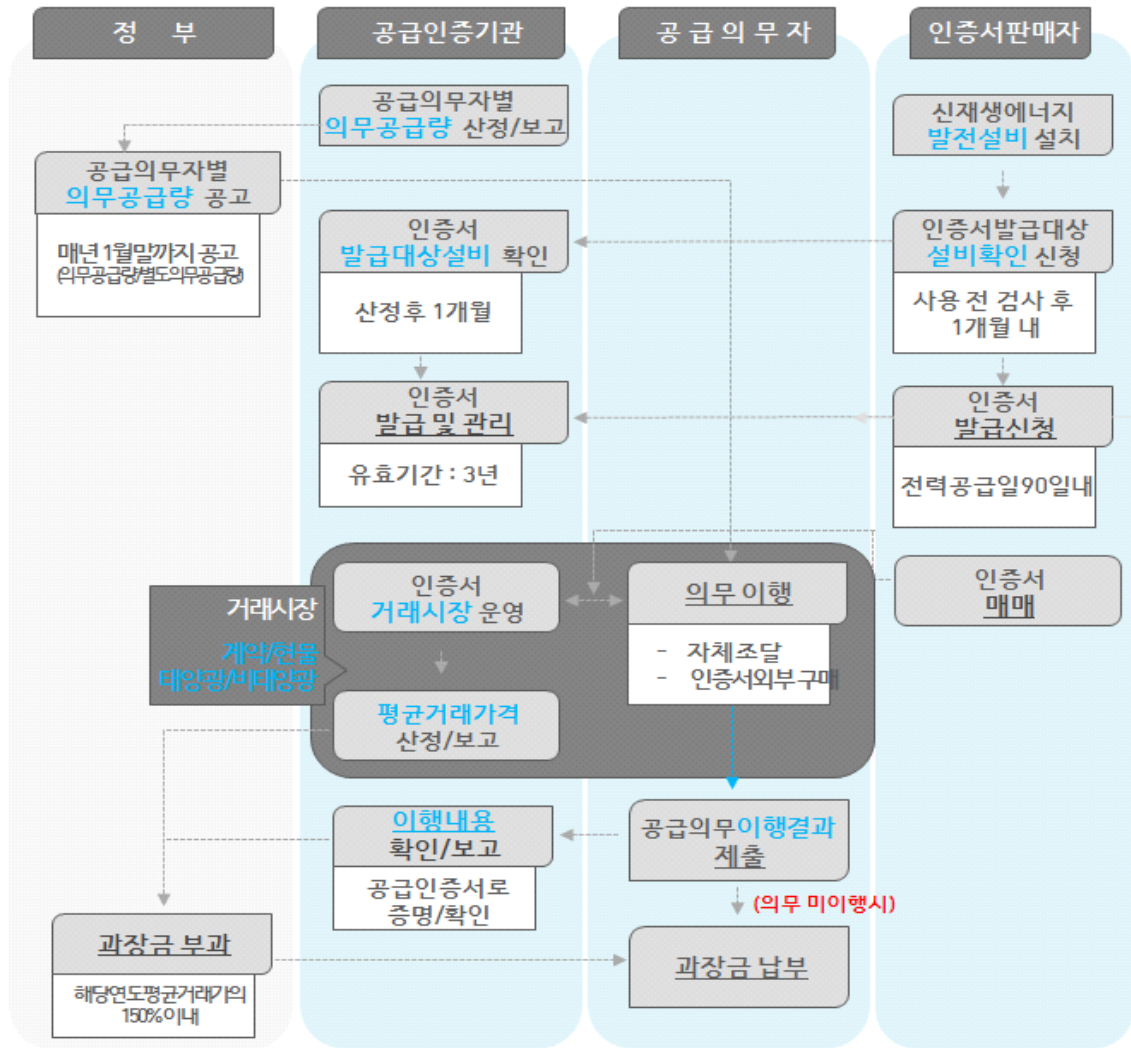 정 부
공급인증기관
공 급 의 무 자
인증서판매자
공급의무자별
의무공급량 산정/보고
신재생에너지
발전설비 설치
공급의무자별
의무공급량 공고
매년 1월말까지 공고
(의무공급량/별도의무공급량)
인증서
발급대상설비 확인
산정후 1개월
인증서발급대상
설비확인 신청
사용 전 검사 후
1개월 내
인증서
발급 및 관리
유효기간 : 3년
인증서
발급신청
전력공급일90일내
거래시장
계약/현물
태양광/비태양광
인증서
거래시장 운영
의무 이행
- 자체조달
- 인증서외부구매
인증서
매매
평균거래가격
산정/보고
이행내용
확인/보고
공급인증서로
증명/확인
공급의무이행결과
제출
(의무 미이행시)
과장금 부과
해당연도평균거래가의
150%이내
과장금 납부